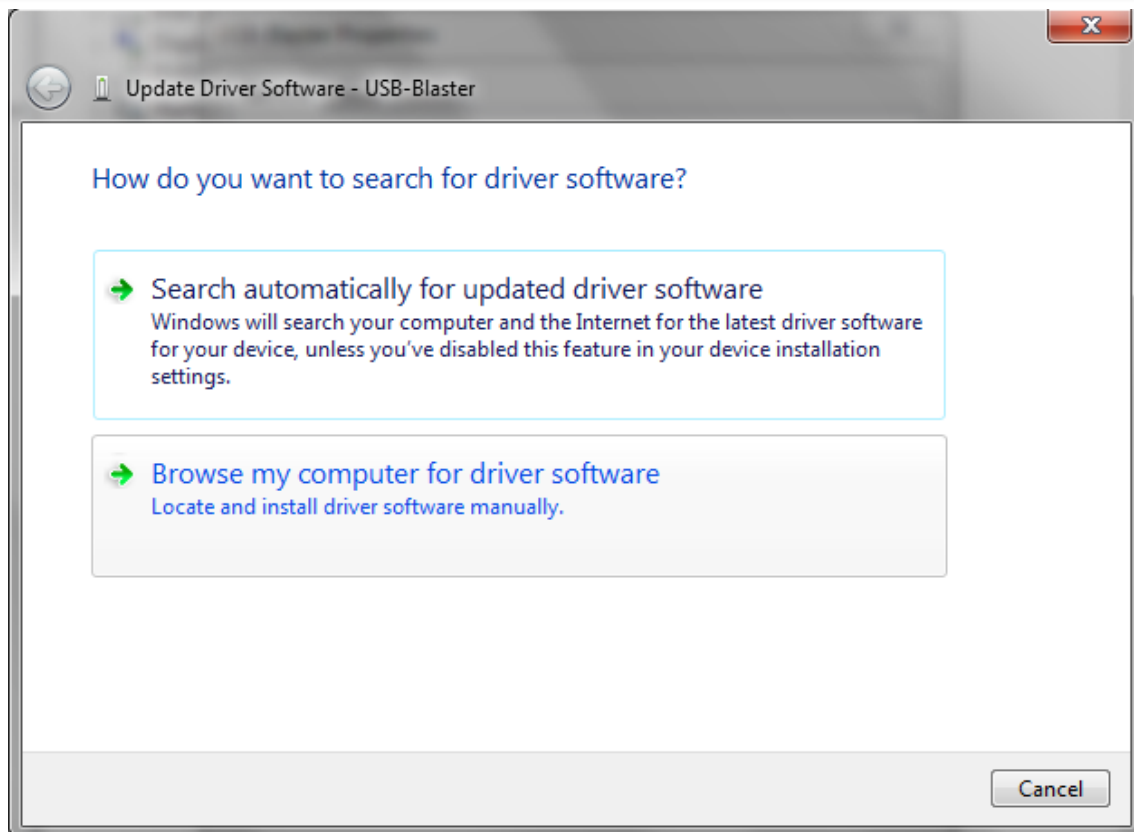 Update Driver Software - USB-Blaster
How do you want to search for driver software?
Search automatically for updated driver software
Windows will search your computer and the Internet for the latest driver software
for your device, unless you've disabled this feature in your device installation
settings.
Browse my computer for driver software
Locate and install driver software manually.
Cancel